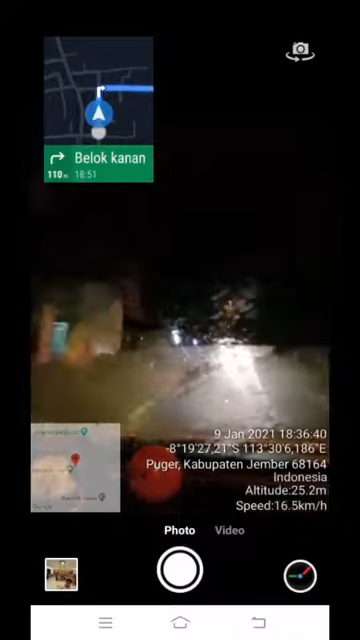 Belok kanan
110 m 18:51
9 Jan 2021 18:36:40
-8°19'27,21"S 113°30'6,186"E
Puger, Kabupaten Jember 68164
Indonesia
Altitude:25.2m
Speed:16.5km/h
Google
Photo Video